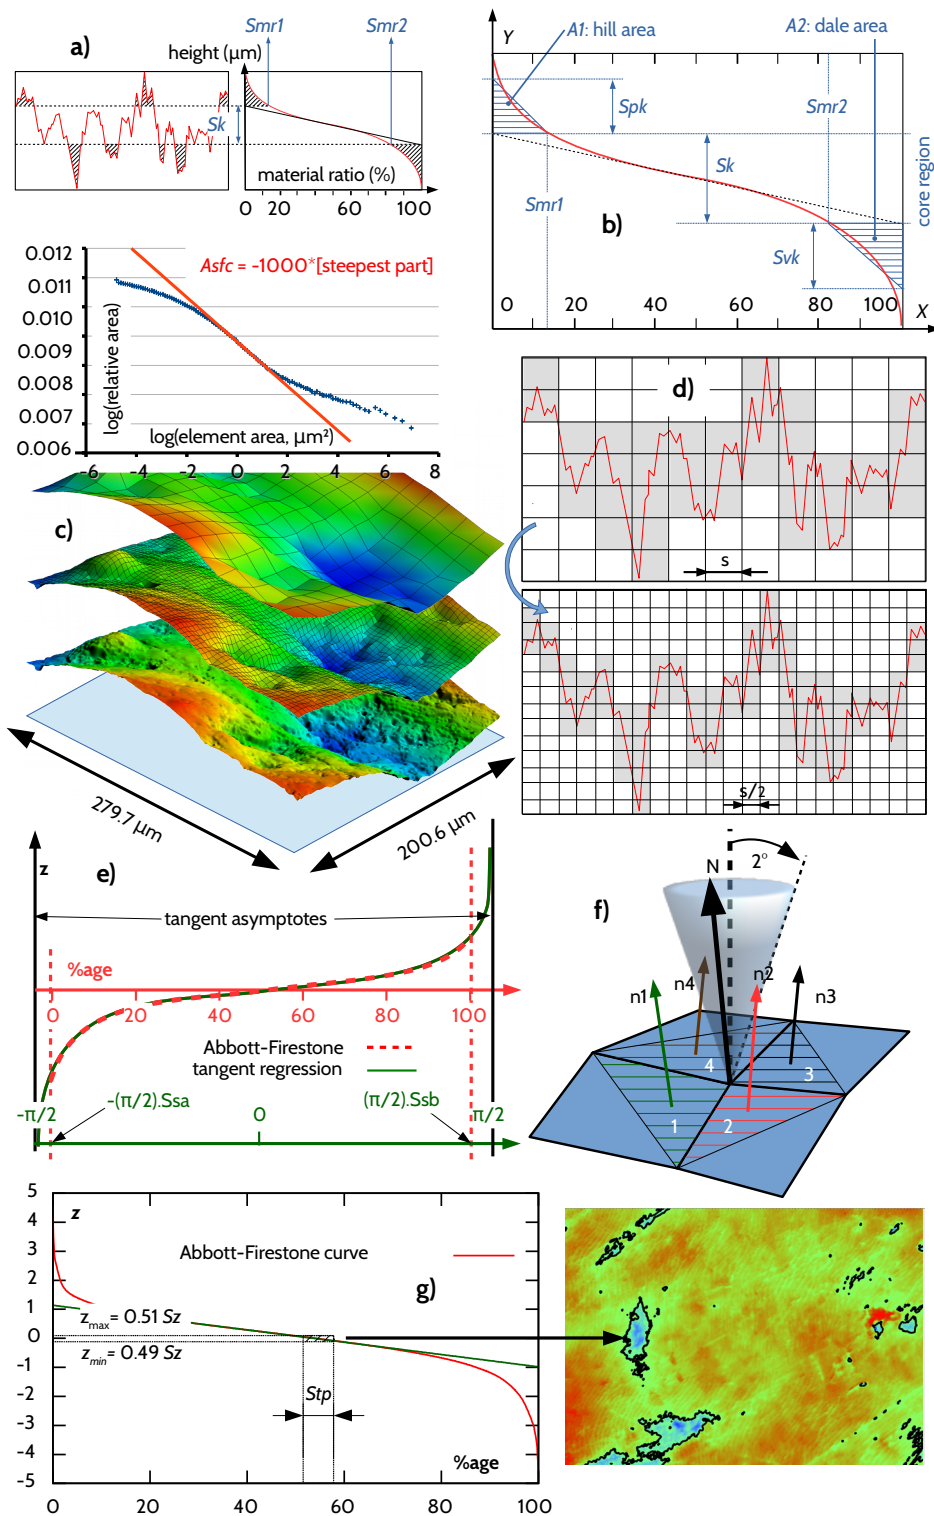 a)
Smr1
Smr2
height (µm)
Sk
material ratio (%)
0 20 60 100
A1: hill area
A2: dale area
Y
Spk
Smr2
Sk
Smr1
b)
Svk
core region
0 20 40 60 80 100
X
0.012
0.011
0.010
0.009
0.008
0.007
0.006
log(relative area)
Asfc = -1000*[steepest part]
log(element area, µm²)
-6 -4 -2 0 2 4 6 8
c)
279.7 µm
200.6 µm
d)
s
s/2
z
e)
tangent asymptotes
%age
0 20 40 60 80 100
Abbott-Firestone
tangent regression
-π/2
-(π/2).Ssa
0
(π/2).Ssb
π/2
2°
N
f)
n1
n4
n2
n3
4
3
1
2
5
4
3
2
1
0
-1
-2
-3
-4
-5
z
Abbott-Firestone curve
g)
zmax= 0.51 Sz
zmin= 0.49 Sz
Stp
%age
0 20 40 60 80 100